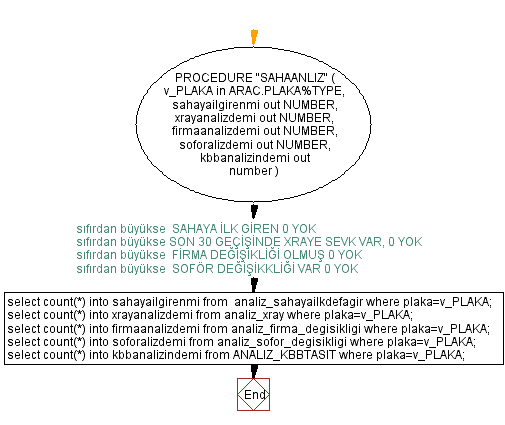 PROCEDURE "SAHAANLIZ" (
v_PLAKA in ARAC.PLAKA%TYPE,
sahayailgirenmi out NUMBER,
xrayanalizdemi out NUMBER,
firmaanalizdemi out NUMBER,
soforalizdemi out NUMBER,
kbbanalizindemi out
number )
sıfırdan büyükse SAHAYA İLK GİREN 0 YOK
sıfırdan büyükse SON 30 GEÇİŞİNDE XRAYE SEVK VAR, 0 YOK
sıfırdan büyükse FİRMA DEĞİŞİKLİĞİ OLMUŞ 0 YOK
sıfırdan büyükse SOFÖR DEĞİŞİKKLİĞİ VAR 0 YOK
select count(*) into sahayailgirenmi from analiz_sahayailkdefagir where plaka=v_PLAKA;
select count(*) into xrayanalizdemi from analiz_xray where plaka=v_PLAKA;
select count(*) into firmaanalizdemi from analiz_firma_degisikligi where plaka=v_PLAKA;
select count(*) into soforalizdemi from analiz_sofor_degisikligi where plaka=v_PLAKA;
select count(*) into kbbanalizindemi from ANALIZ_KBBTASIT where plaka=v_PLAKA;
End